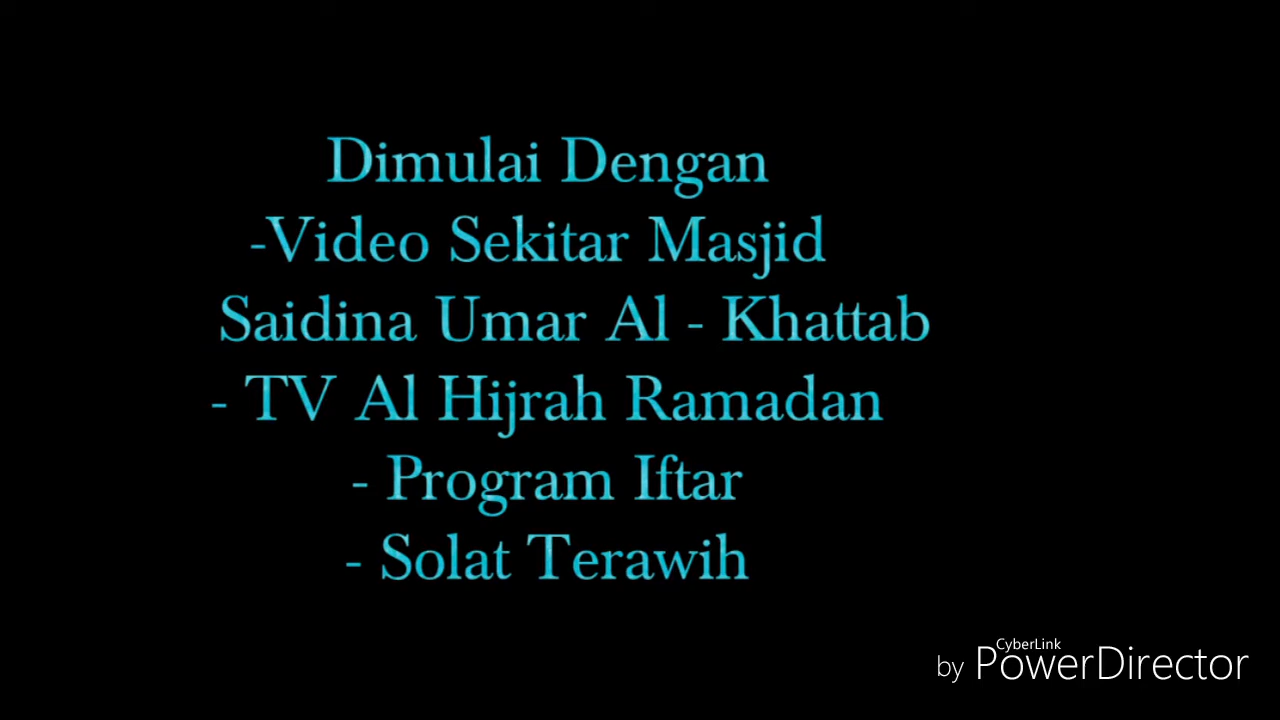 Dimulai Dengan
-Video Sekitar Masjid
Saidina Umar Al - Khattab
- TV Al Hijrah Ramadan
- Program Iftar
- Solat Terawih
CyberLink
by PowerDirector